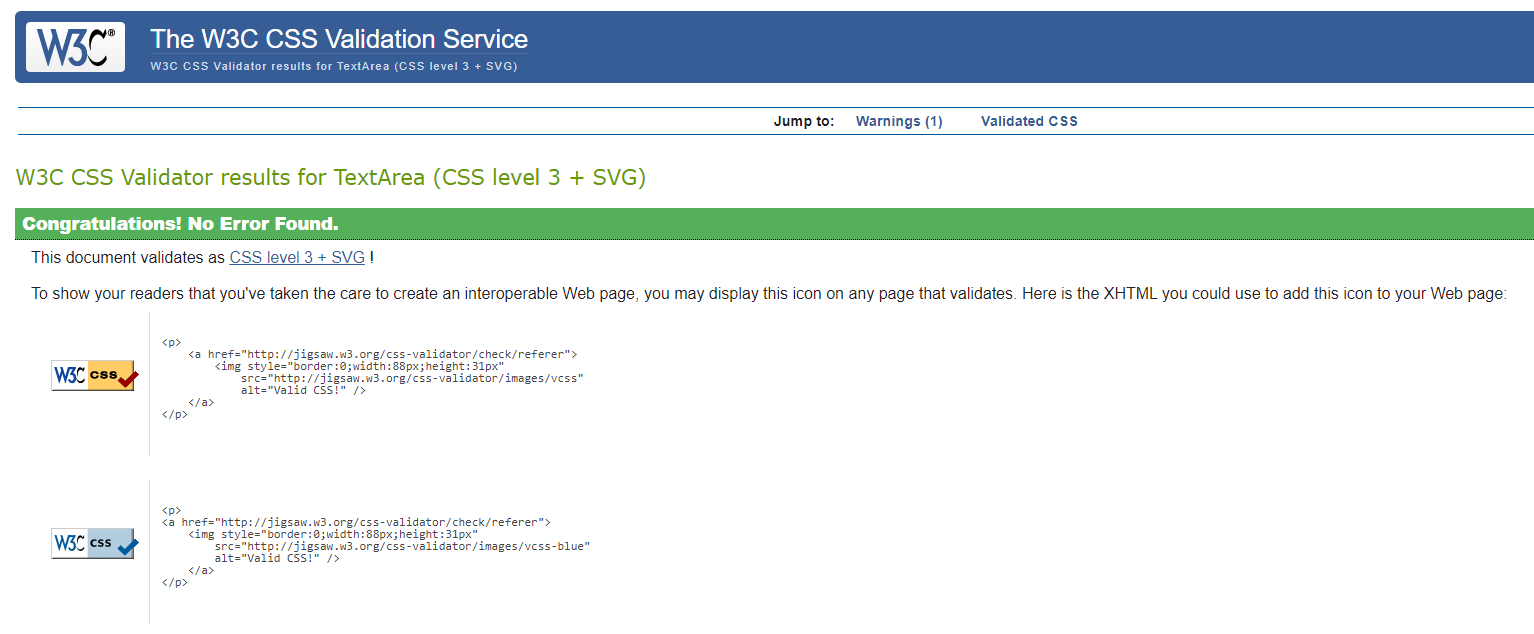 W3C®
The W3C CSS Validation Service
W3C CSS Validator results for TextArea (CSS level 3 + SVG)
Jump to: Warnings (1) Validated CSS
W3C CSS Validator results for TextArea (CSS level 3 + SVG)
Congratulations! No Error Found.
This document validates as CSS level 3 + SVG !
To show your readers that you've taken the care to create an interoperable Web page, you may display this icon on any page that validates. Here is the XHTML you could use to add this icon to your Web page:
W3C css
<p>
    <a href="http://jigsaw.w3.org/css-validator/check/referer">
        <img style="border:0;width:88px;height:31px"
            src="http://jigsaw.w3.org/css-validator/images/vcss"
            alt="Valid CSS!" />
    </a>
</p>
W3C css
<p>
<a href="http://jigsaw.w3.org/css-validator/check/referer">
    <img style="border:0;width:88px;height:31px"
        src="http://jigsaw.w3.org/css-validator/images/vcss-blue"
        alt="Valid CSS!" />
    </a>
</p>